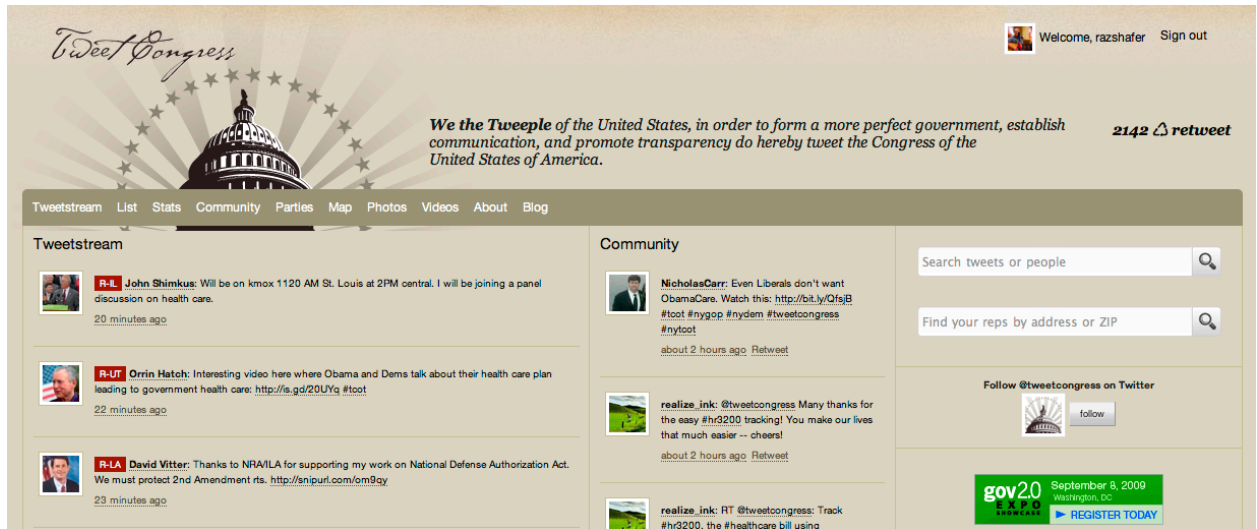 Tweet Congress
Welcome, razshafer Sign out
We the Tweeple of the United States, in order to form a more perfect government, establish
communication, and promote transparency do hereby tweet the Congress of the
United States of America.
2142 retweet
Tweetstream List Stats Community Parties Map Photos Videos About Blog
Tweetstream
R-IL John Shimkus: Will be on kmox 1120 AM St. Louis at 2PM central. I will be joining a panel
discussion on health care.
20 minutes ago
R-UT Orrin Hatch: Interesting video here where Obama and Dems talk about their health care plan
leading to government health care: http://is.gd/20UYq #tcot
22 minutes ago
R-LA David Vitter: Thanks to NRA/ILA for supporting my work on National Defense Authorization Act.
We must protect 2nd Amendment rts. http://snipurl.com/om9qy
23 minutes ago
Community
NicholasCarr: Even Liberals don't want
ObamaCare. Watch this: http://bit.ly/QfsjB
#tcot #nygop #nydem #tweetcongress
#nytcot
about 2 hours ago Retweet
realize_ink: @tweetcongress Many thanks for
the easy #hr3200 tracking! You make our lives
that much easier -- cheers!
about 2 hours ago Retweet
realize_ink: RT @tweetcongress: Track
#hr3200, the #healthcare bill using
Search tweets or people
Find your reps by address or ZIP
Follow @tweetcongress on Twitter
follow
gov2.0
EXPO
SHOWCASE
September 8, 2009
Washington, DC
REGISTER TODAY